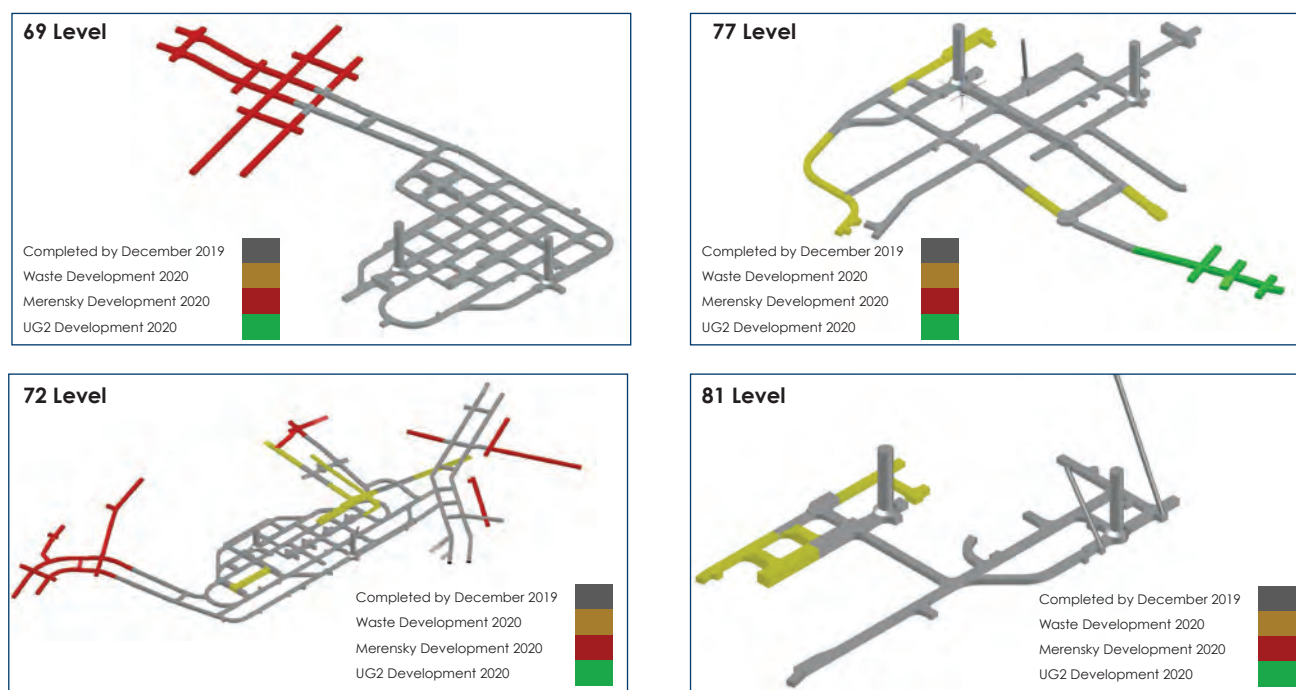 69 Level
Completed by December 2019
Waste Development 2020
Merensky Development 2020
UG2 Development 2020
77 Level
Completed by December 2019
Waste Development 2020
Merensky Development 2020
UG2 Development 2020
72 Level
Completed by December 2019
Waste Development 2020
Merensky Development 2020
UG2 Development 2020
81 Level
Completed by December 2019
Waste Development 2020
Merensky Development 2020
UG2 Development 2020